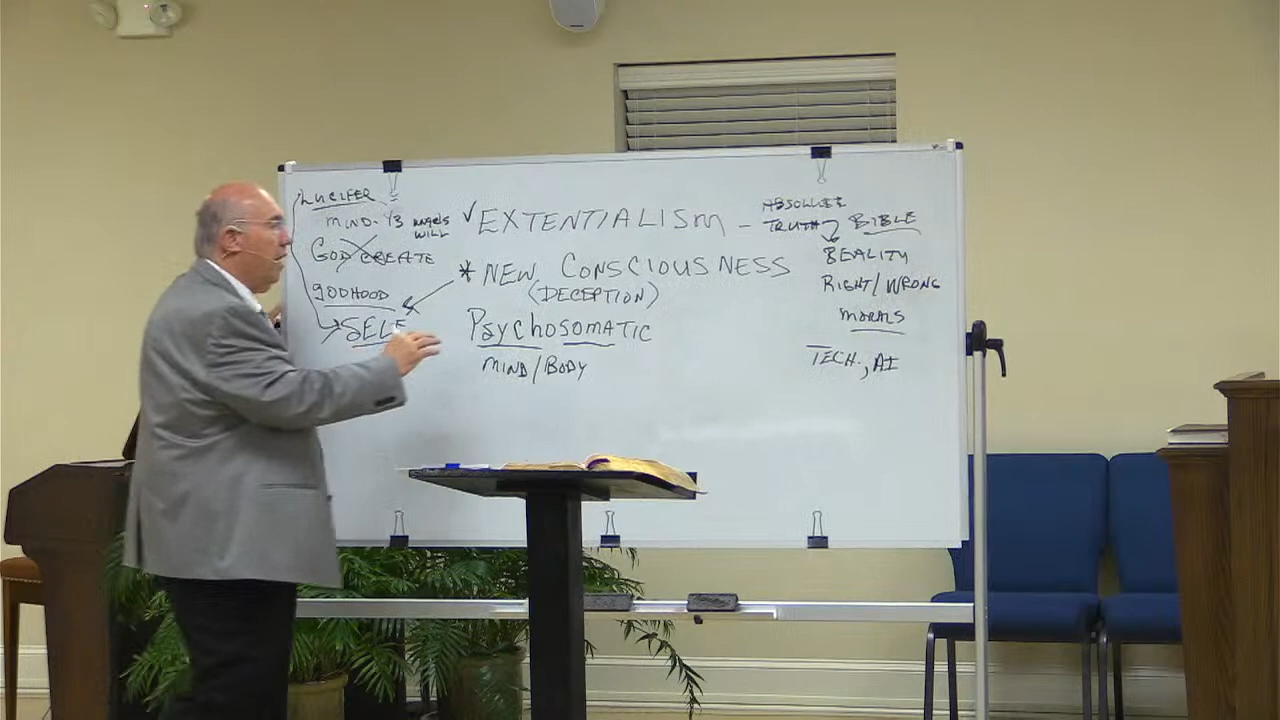 LUCIFER
MIND - 1/3 ANGELS
WILL
GOD CREATE
godHOOD
SELF
✓ EXTENTIALISM -
* NEW CONSCIOUSNESS
(DECEPTION)
PsychosomATIC
MIND/BODY
ABSOLUTE
TRUTH
BIBLE
REALITY
RIGHT/WRONG
MORALS
TECH., AI